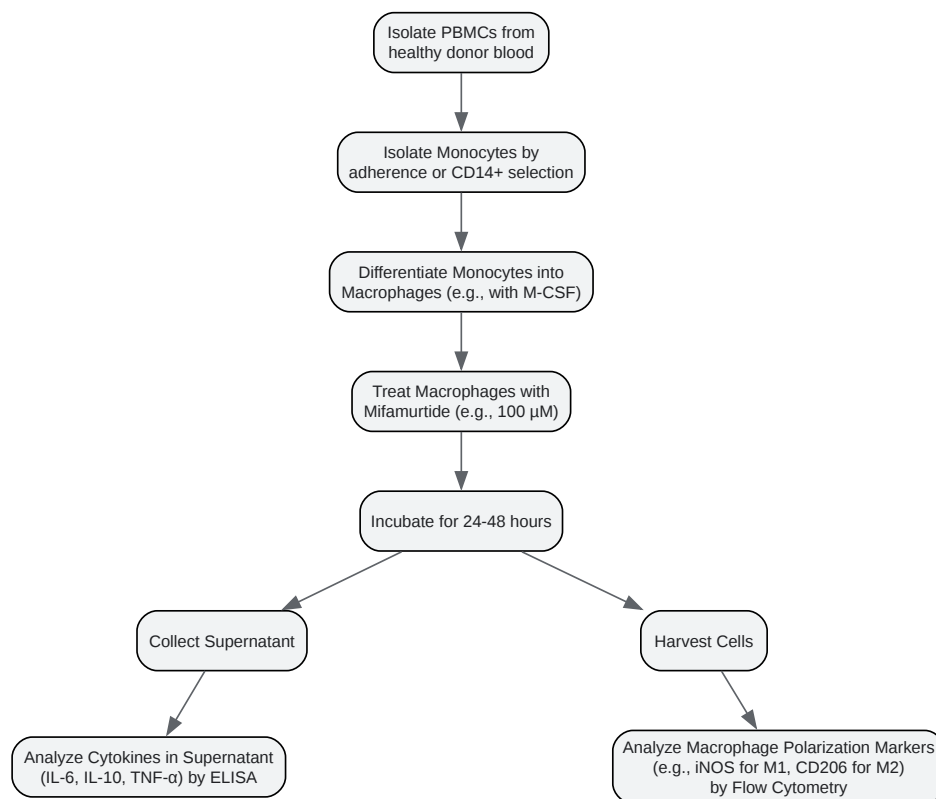 Isolate PBMCs from
healthy donor blood
Isolate Monocytes by
adherence or CD14+ selection
Differentiate Monocytes into
Macrophages (e.g., with M-CSF)
Treat Macrophages with
Mifamurtide (e.g., 100 µM)
Incubate for 24-48 hours
Collect Supernatant
Harvest Cells
Analyze Cytokines in Supernatant
(IL-6, IL-10, TNF-α) by ELISA
Analyze Macrophage Polarization Markers
(e.g., iNOS for M1, CD206 for M2)
by Flow Cytometry